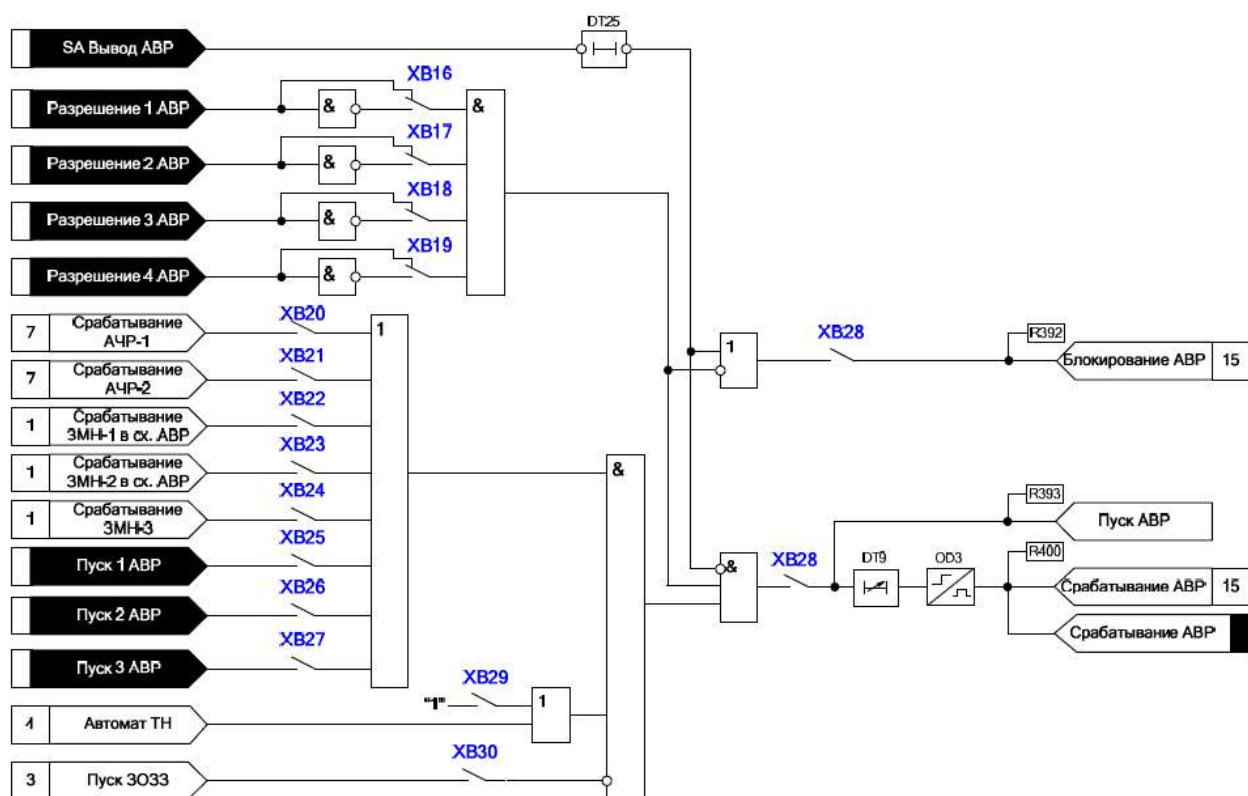 DT25
SA Вывод АВР
XB16
Разрешение 1 АВР
&
&
XB17
Разрешение 2 АВР
&
XB18
Разрешение 3 АВР
&
XB19
Разрешение 4 АВР
&
7
Срабатывание
АЧР-1
XB20
1
7
Срабатывание
АЧР-2
XB21
1
XB28
R392
Блокирование АВР
15
1
Срабатывание
ЗМН-1 в сх. АВР
XB22
1
Срабатывание
ЗМН-2 в сх. АВР
XB23
&
1
Срабатывание
ЗМН-3
XB24
R393
Пуск АВР
Пуск 1 АВР
XB25
&
XB28
DT9
OD3
R400
Срабатывание АВР
15
Пуск 2 АВР
XB26
Срабатывание АВР
Пуск 3 АВР
XB27
"1"
XB29
1
4
Автомат ТН
XB30
3
Пуск ЗОЗЗ